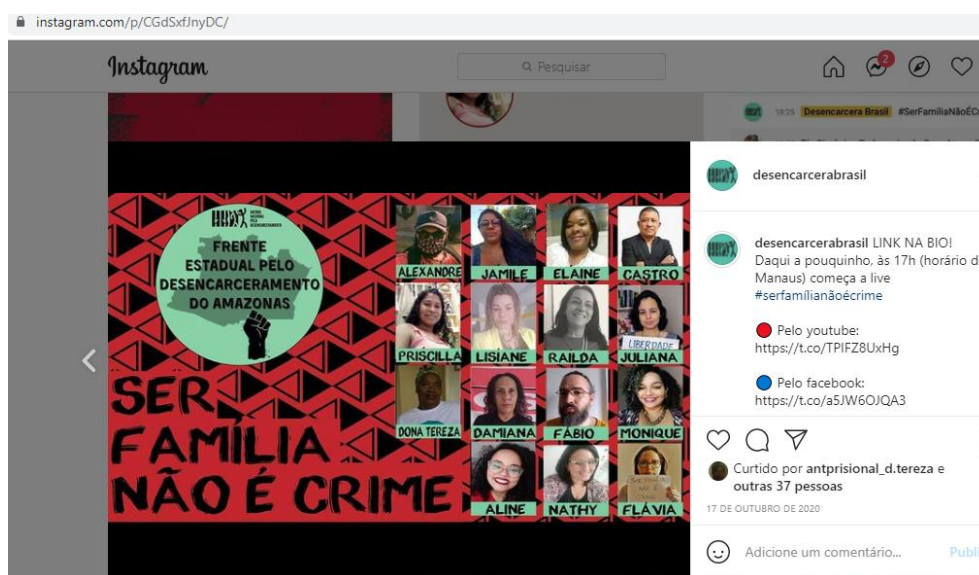 instagram.com/p/CGdSxfJnyDC/
Instagram
Pesquisar
2
18:25 Desencarcera Brasil #SerFamíliaNãoÉC
FRENTE
ESTADUAL PELO
DESENCARCERAMENTO
DO AMAZONAS
SER
FAMÍLIA
NÃO É CRIME
ALEXANDRE JAMILE ELAINE CASTRO
LIBERDADE
PRISCILLA LISIANE RAILDA JULIANA
DONA TEREZA DAMIANA FÁBIO MONIQUE
ALINE NATHY FLÁVIA
desencarcerabrasil
desencarcerabrasil LINK NA BIO!
Daqui a pouquinho, às 17h (horário d
Manaus) começa a live
#serfamílianãoécrime
Pelo youtube:
https://t.co/TPIFZ8UxHg
Pelo facebook:
https://t.co/a5JW6OJQA3
Curtido por antprisional_d.tereza e
outras 37 pessoas
17 DE OUTUBRO DE 2020
Adicione um comentário... Publi